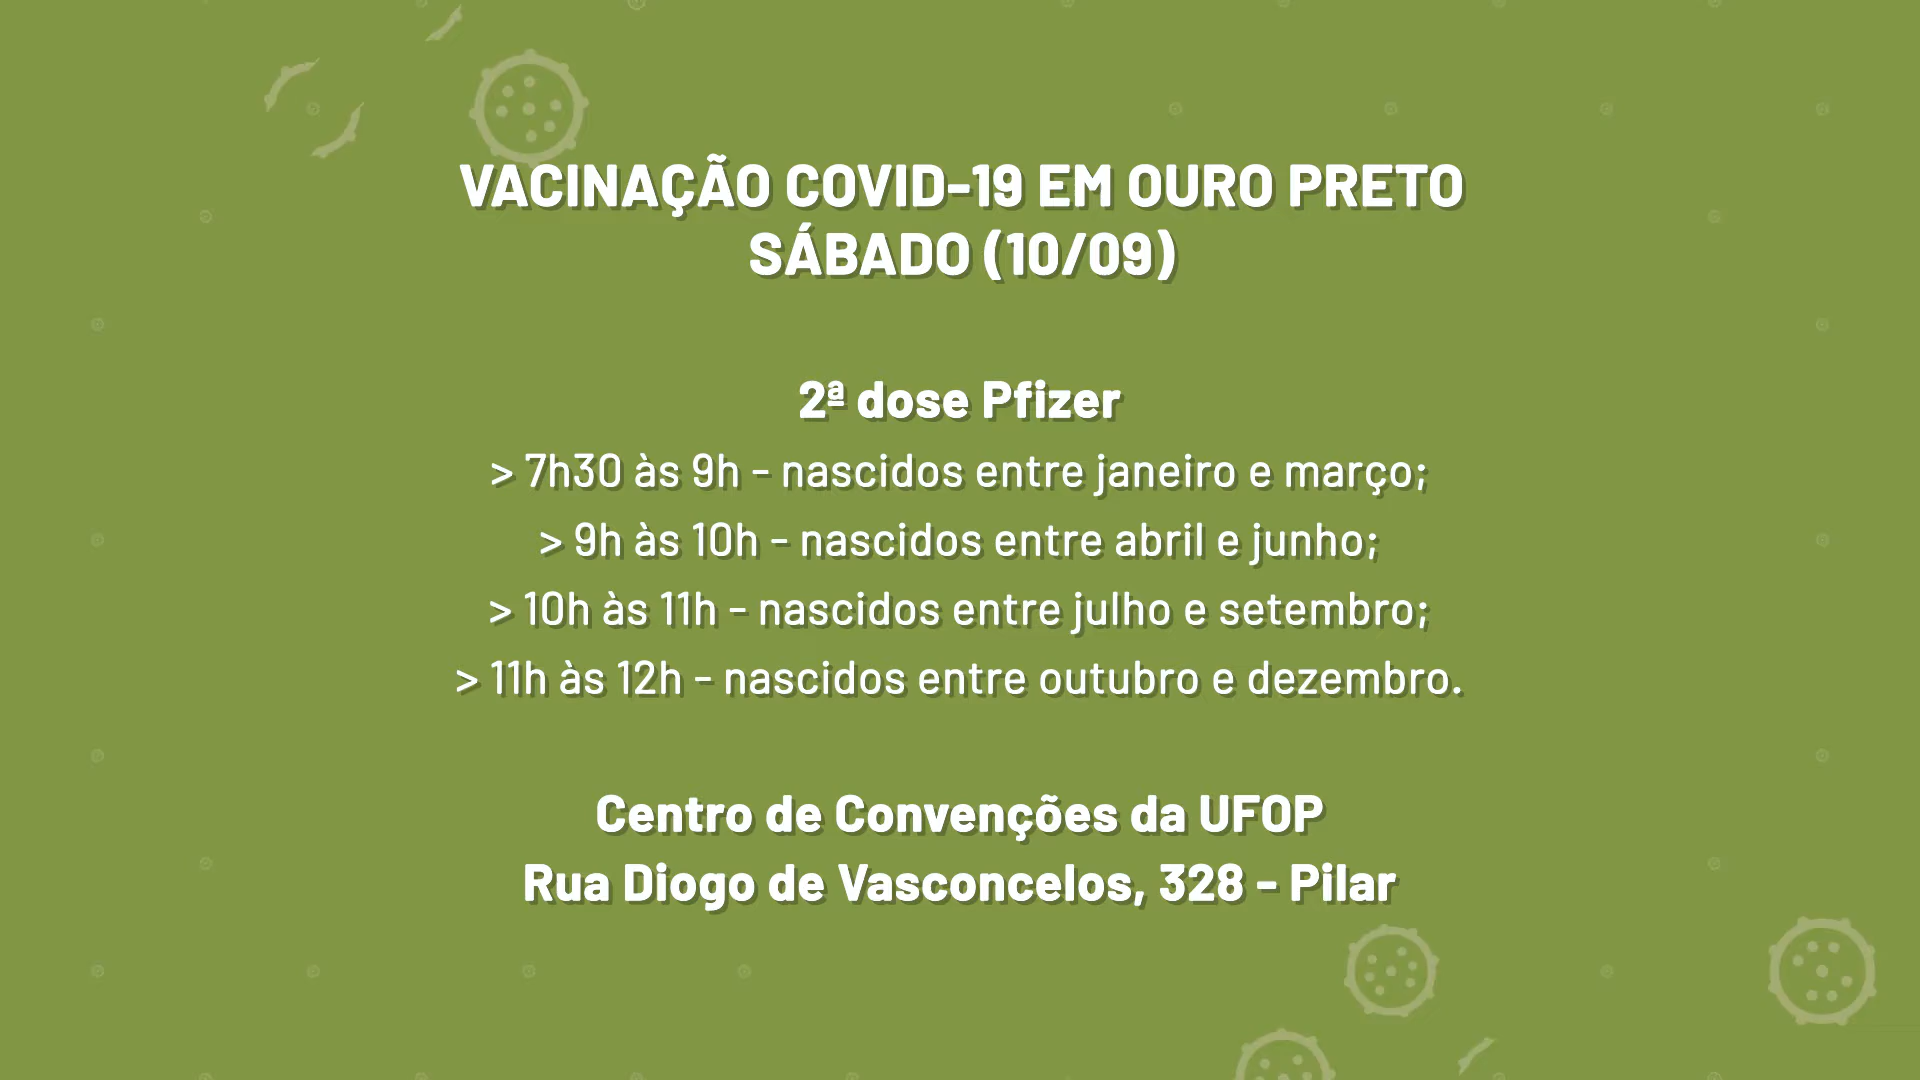 VACINAÇÃO COVID-19 EM OURO PRETO
SÁBADO (10/09)
2ª dose Pfizer
> 7h30 às 9h - nascidos entre janeiro e março;
> 9h às 10h - nascidos entre abril e junho;
> 10h às 11h - nascidos entre julho e setembro;
> 11h às 12h - nascidos entre outubro e dezembro.
Centro de Convenções da UFOP
Rua Diogo de Vasconcelos, 328 - Pilar